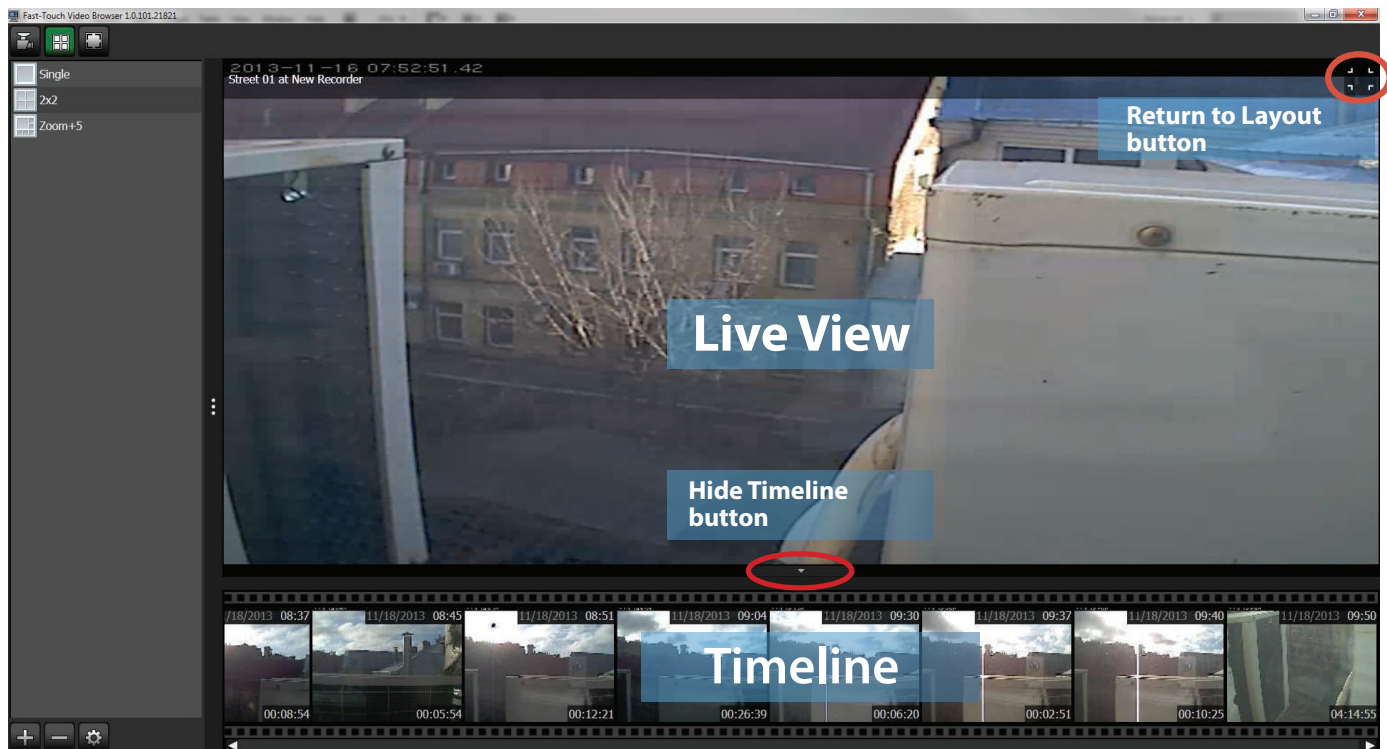 Fast-Touch Video Browser 1.0.101.21821
Single
2x2
Zoom+5
2013-11-16 07:52:51.42
Street 01 at New Recorder
Return to Layout
button
Live View
Hide Timeline
button
/18/2013 08:37
11/18/2013 08:45
11/18/2013 08:51
11/18/2013 09:04
11/18/2013 09:30
11/18/2013 09:37
11/18/2013 09:40
11/18/2013 09:50
Timeline
00:08:54
00:05:54
00:12:21
00:26:39
00:06:20
00:02:51
00:10:25
04:14:55